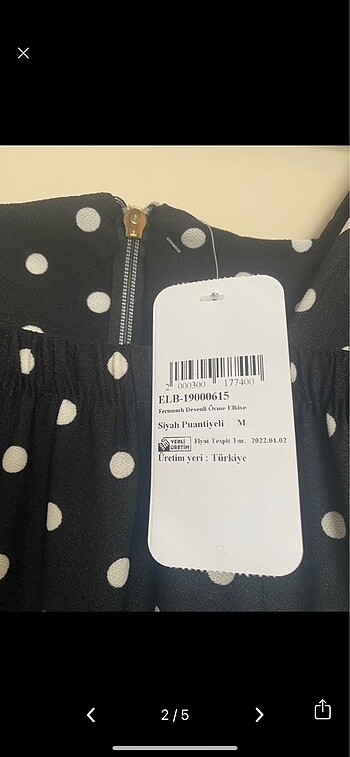 2 000300 177400
ELB-19000615
Fermuarlı Desenli Örme Elbise
Siyah Puantiyeli M
YERLİ ÜRETİM Fiyat Tespit Tar. 2022.01.02
Üretim yeri : Türkiye
2 / 5